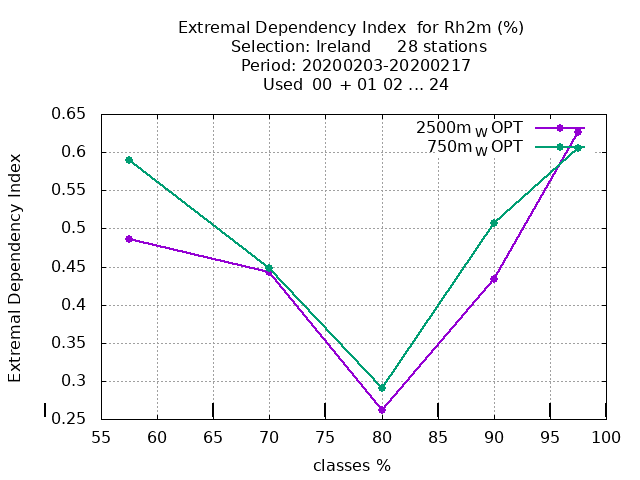 Extremal Dependency Index  for Rh2m (%)
Selection: Ireland     28 stations
Period: 20200203-20200217
Used  00 + 01 02 ... 24
0.65
0.6
0.55
0.5
0.45
0.4
0.35
0.3
0.25
Extremal Dependency Index
2500m W OPT
750m W OPT
55 60 65 70 75 80 85 90 95 100
classes %